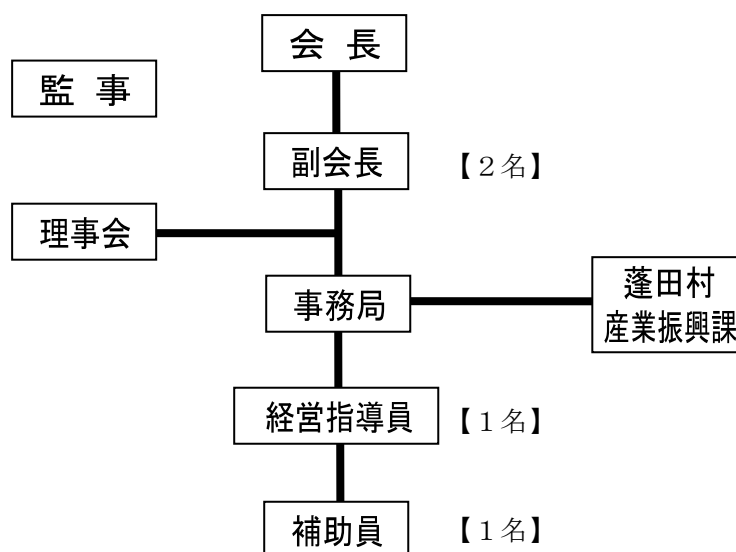 会 長
監 事
副会長 【２名】
理事会
事務局
蓬田村
産業振興課
経営指導員 【１名】
補助員 【１名】